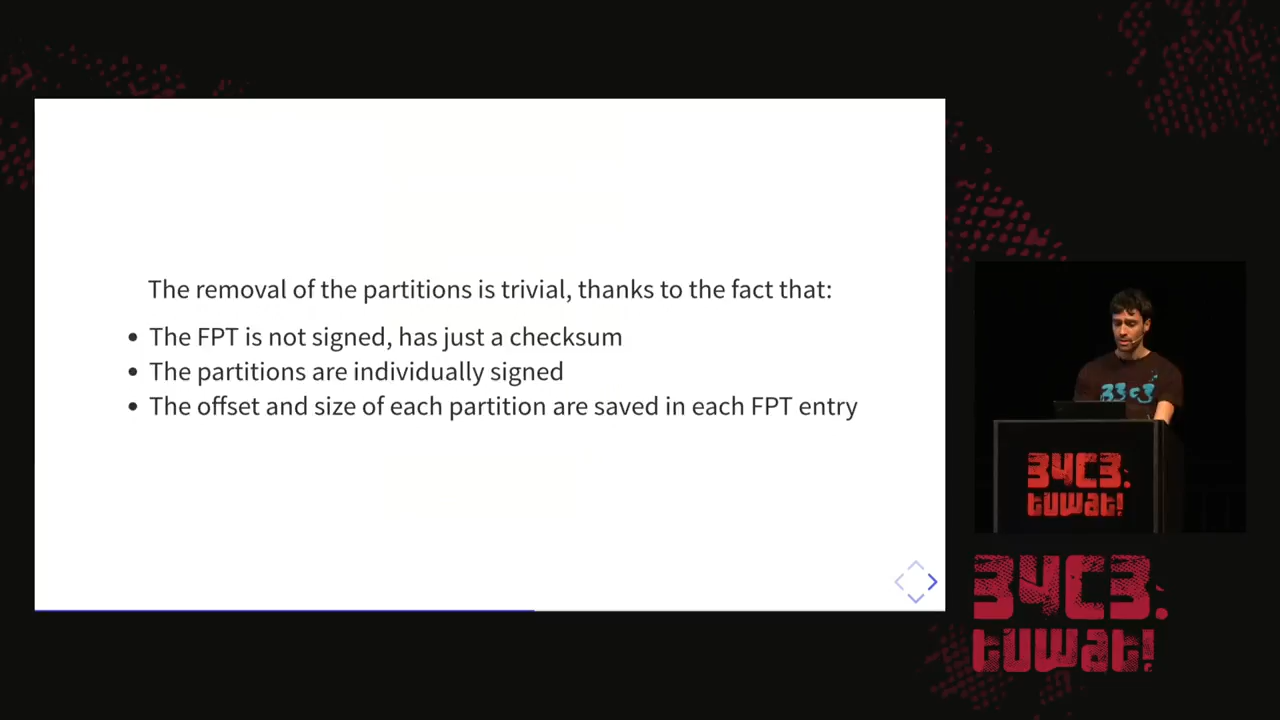 The removal of the partitions is trivial, thanks to the fact that:
• The FPT is not signed, has just a checksum
• The partitions are individually signed
• The offset and size of each partition are saved in each FPT entry
33c3
34C3.
tuwat!
34C3.
tuwat!